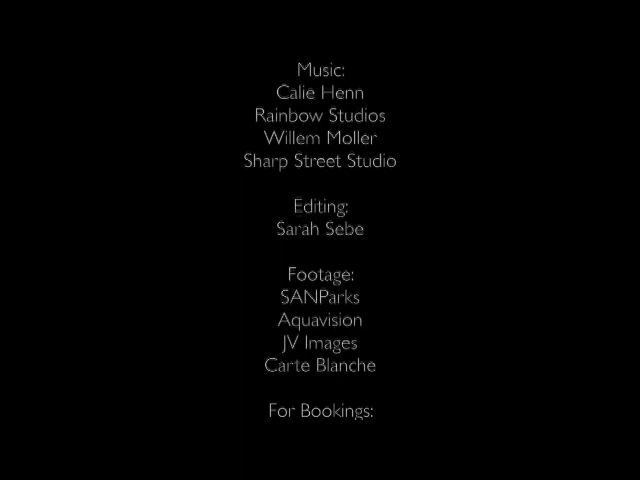 Music:
Calie Henn
Rainbow Studios
Willem Moller
Sharp Street Studio
Editing:
Sarah Sebe
Footage:
SANParks
Aquavision
JV Images
Carte Blanche
For Bookings: